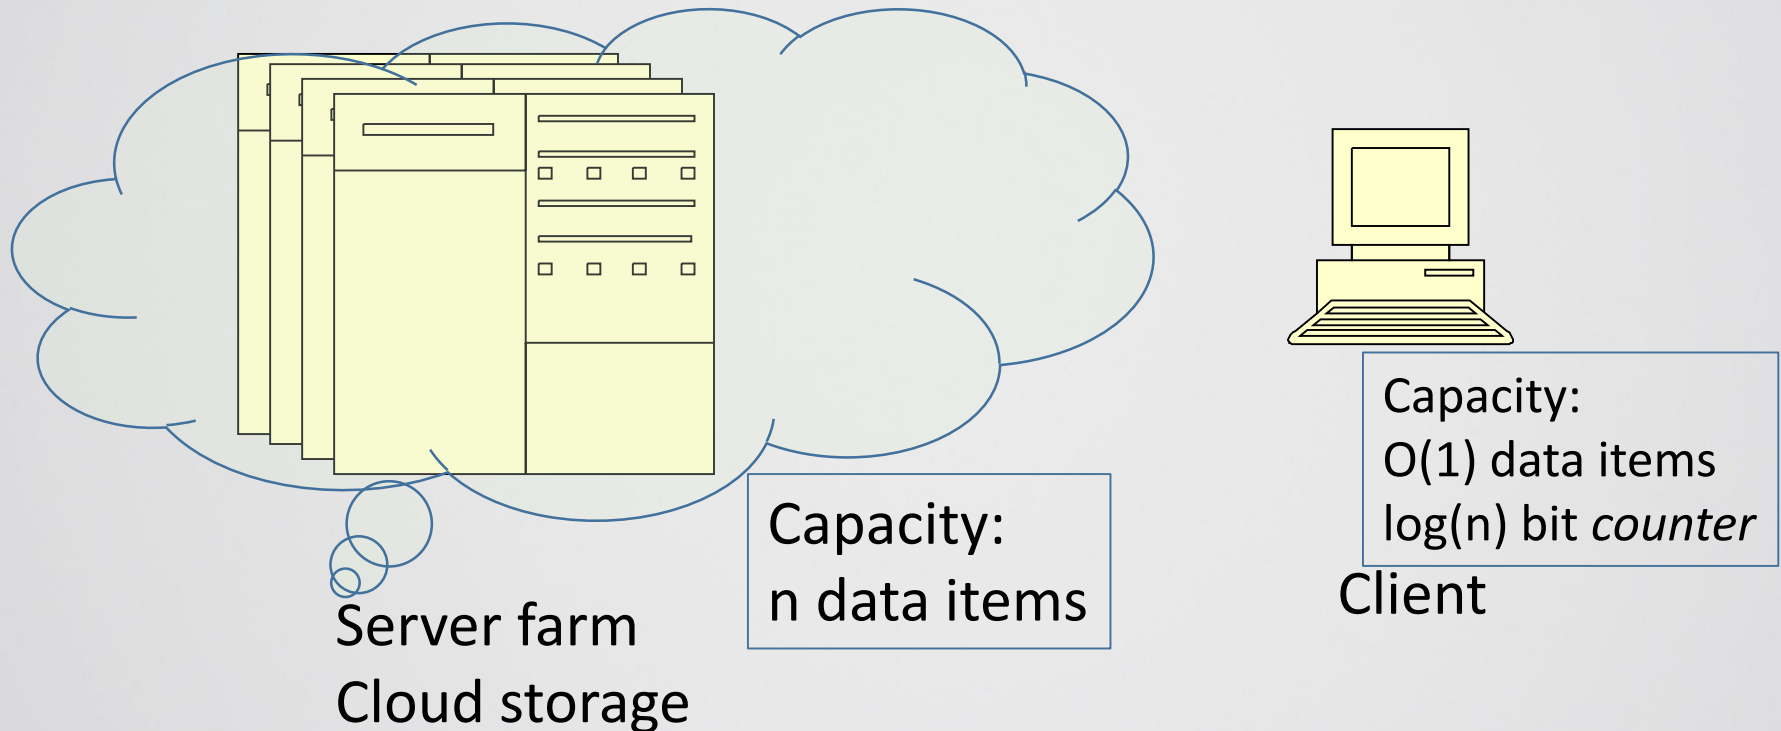 Capacity:
O(1) data items
log(n) bit counter
Client
Capacity:
n data items
Server farm
Cloud storage